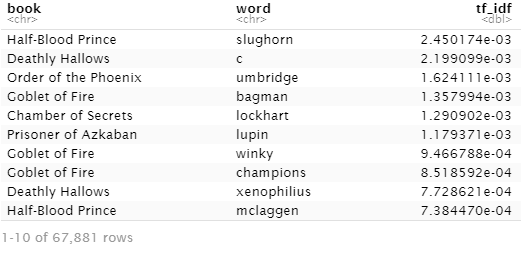 book word tf_idf
<chr> <chr> <dbl>
Half-Blood Prince slughorn 2.450174e-03
Deathly Hallows c 2.199099e-03
Order of the Phoenix umbridge 1.624111e-03
Goblet of Fire bagman 1.357994e-03
Chamber of Secrets lockhart 1.290902e-03
Prisoner of Azkaban lupin 1.179371e-03
Goblet of Fire winky 9.466788e-04
Goblet of Fire champions 8.518592e-04
Deathly Hallows xenophilius 7.728621e-04
Half-Blood Prince mclaggen 7.384470e-04
1-10 of 67,881 rows